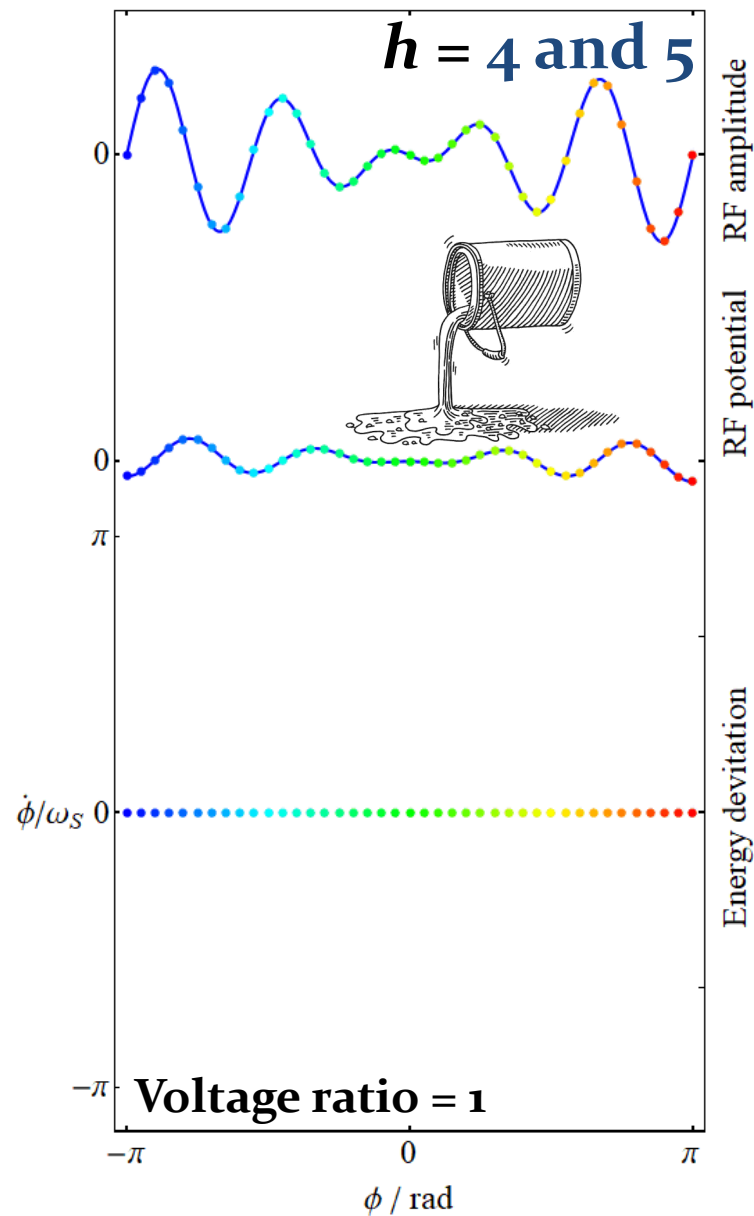 h = 4 and 5
0
RF amplitude
RF potential
0
π
Energy devitation
ϕ̇/ω_S 0
−π
Voltage ratio = 1
−π 0 π
ϕ / rad